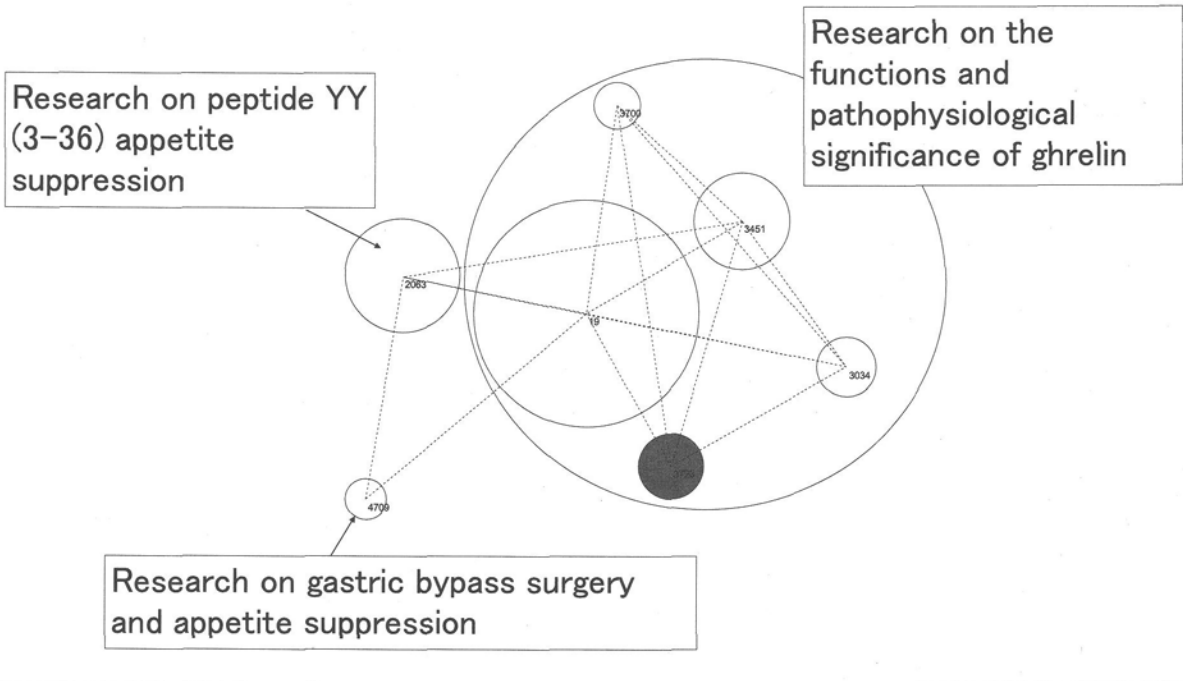 Research on the
functions and
pathophysiological
significance of ghrelin
Research on peptide YY
(3-36) appetite
suppression
3700
3451
2063
19
3034
4709
Research on gastric bypass surgery
and appetite suppression